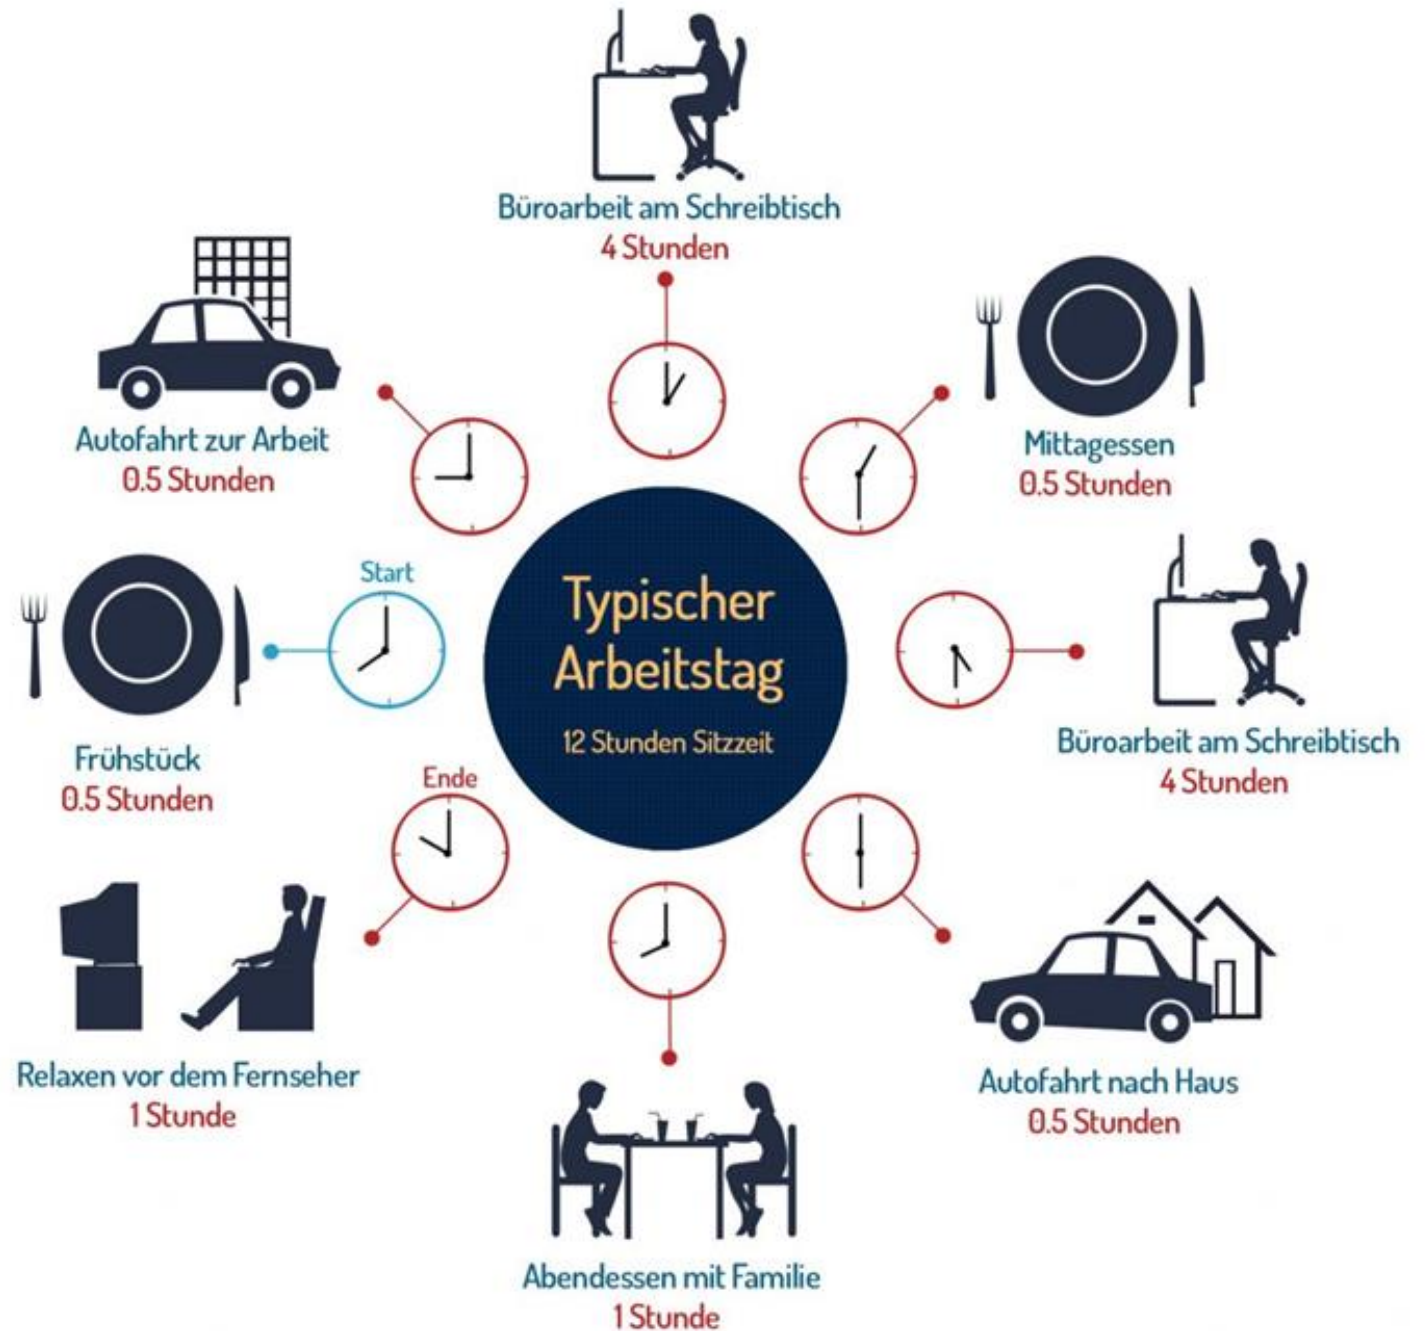 Büroarbeit am Schreibtisch
4 Stunden
Autofahrt zur Arbeit
0.5 Stunden
Mittagessen
0.5 Stunden
Start
Frühstück
0.5 Stunden
Typischer
Arbeitstag
12 Stunden Sitzzeit
Büroarbeit am Schreibtisch
4 Stunden
Ende
Relaxen vor dem Fernseher
1 Stunde
Autofahrt nach Haus
0.5 Stunden
Abendessen mit Familie
1 Stunde